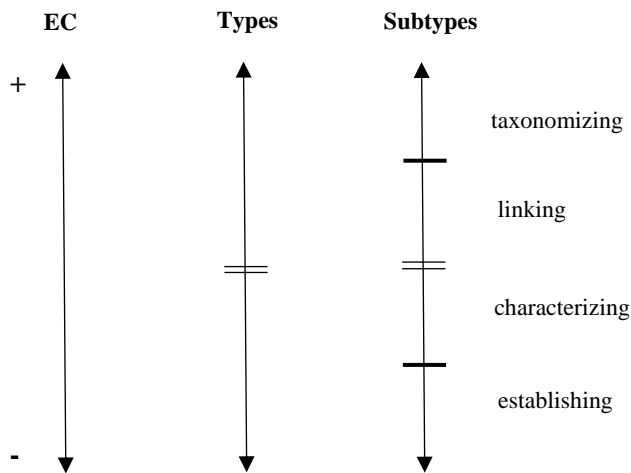 EC Types Subtypes
+
taxonomizing
linking
characterizing
establishing
-